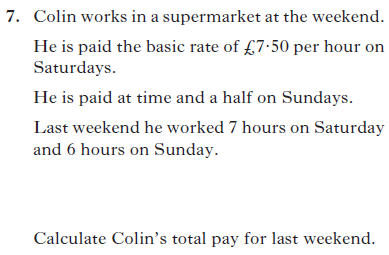 7. Colin works in a supermarket at the weekend.
He is paid the basic rate of £7·50 per hour on
Saturdays.
He is paid at time and a half on Sundays.
Last weekend he worked 7 hours on Saturday
and 6 hours on Sunday.
Calculate Colin’s total pay for last weekend.